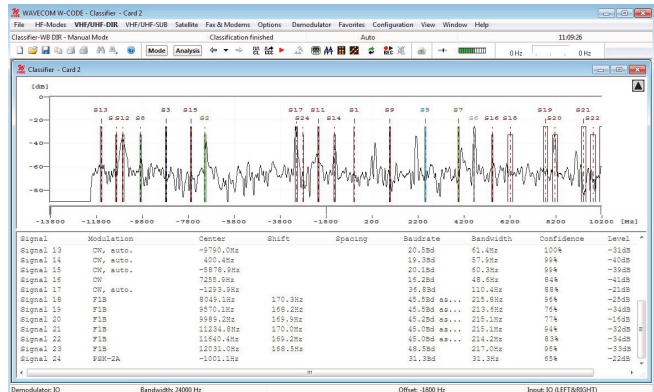 WAVECOM W-CODE - Classifier - Card 2
File HF-Modes VHF/UHF-DIR VHF/UHF-SUB Satellite Fax & Modems Options Demodulator Favorites Configuration View Window Help
Classifier-WB DIR - Manual Mode Classification finished Auto 11:09:26
Mode Analysis 0 Hz 0 Hz
Classifier - Card 2
[dB]
0
S13 S3 S15 S17 S11 S1 S9 S5 S7 S19 S21
-20 S12 S8 S2 S24 S14 S6 S16 S18 S20 S22
-40
-60
-80
-13800 -11800 -9800 -7800 -5800 -3800 -1800 200 2200 4200 6200 8200 10200 [Hz]
Signal Modulation Center Shift Spacing Baudrate Bandwidth Confidence Level
Signal 13 CW, auto. -9790.0Hz 20.5Bd 61.4Hz 100% -31dB
Signal 14 CW, auto. 400.4Hz 19.3Bd 57.9Hz 99% -40dB
Signal 15 CW, auto. -5878.9Hz 20.1Bd 60.3Hz 99% -39dB
Signal 16 CW 7255.9Hz 16.2Bd 48.6Hz 84% -41dB
Signal 17 CW, auto. -1293.9Hz 36.8Bd 110.4Hz 88% -21dB
Signal 18 F1B 8049.1Hz 170.3Hz 45.5Bd as... 215.8Hz 96% -25dB
Signal 19 F1B 9570.1Hz 168.2Hz 45.5Bd as... 213.6Hz 76% -34dB
Signal 20 F1B 9989.2Hz 169.9Hz 45.2Bd as... 215.1Hz 77% -16dB
Signal 21 F1B 11234.8Hz 170.0Hz 45.0Bd as... 215.1Hz 94% -32dB
Signal 22 F1B 11640.4Hz 169.2Hz 45.0Bd as... 214.2Hz 83% -34dB
Signal 23 F1B 12031.0Hz 168.5Hz 48.5Bd 217.0Hz 96% -33dB
Signal 24 PSK-2A -1001.1Hz 31.3Bd 31.3Hz 65% -22dB
Demodulator: IQ Bandwidth: 24000 Hz Offset: -1800 Hz Input: IQ (LEFT&RIGHT)